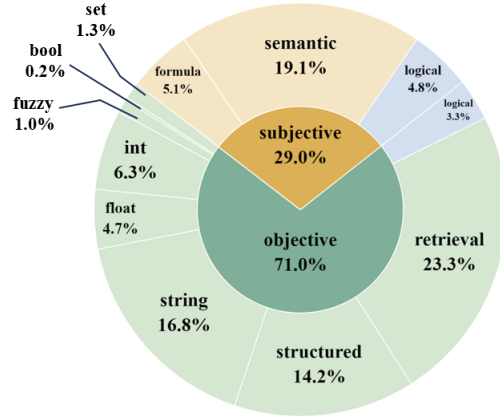 set
1.3%
bool
0.2%
fuzzy
1.0%
formula
5.1%
semantic
19.1%
logical
4.8%
logical
3.3%
subjective
29.0%
int
6.3%
float
4.7%
objective
71.0%
retrieval
23.3%
string
16.8%
structured
14.2%